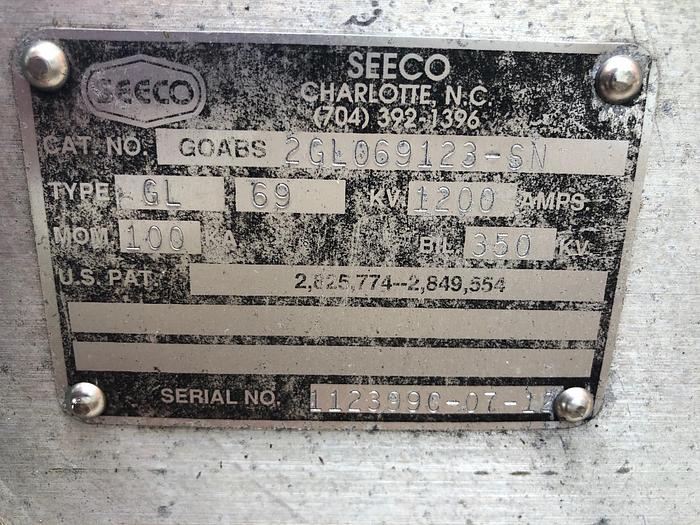 SEECO
SEECO
CHARLOTTE, N.C.
(704) 392-1396
CAT. NO. GOABS 2GL069123-SN
TYPE GL 69 KV 1200 AMPS
MOM. 100 KA BIL 350 KV
U.S. PAT. 2,625,774--2,849,554
SERIAL NO.